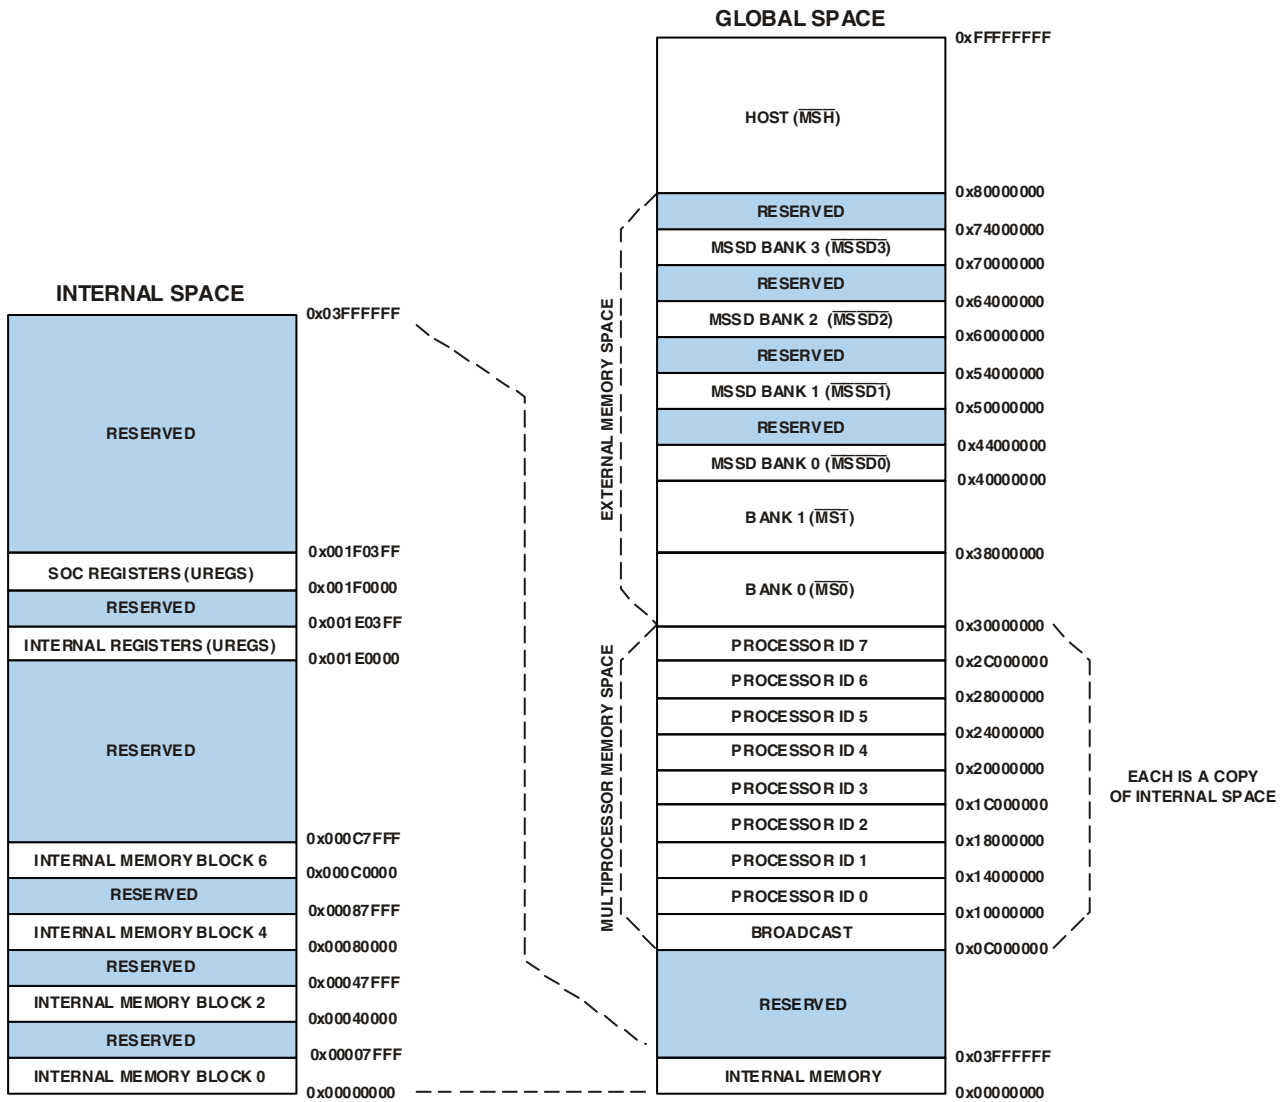 GLOBAL SPACE
0xFFFFFFFF
HOST (MSH)
0x80000000
RESERVED
0x74000000
MSSD BANK 3 (MSSD3)
0x70000000
RESERVED
0x64000000
MSSD BANK 2 (MSSD2)
0x60000000
RESERVED
0x54000000
MSSD BANK 1 (MSSD1)
0x50000000
RESERVED
0x44000000
MSSD BANK 0 (MSSD0)
0x40000000
BANK 1 (MS1)
0x38000000
BANK 0 (MS0)
0x30000000
PROCESSOR ID 7
0x2C000000
PROCESSOR ID 6
0x28000000
PROCESSOR ID 5
0x24000000
PROCESSOR ID 4
0x20000000
PROCESSOR ID 3
0x1C000000
PROCESSOR ID 2
0x18000000
PROCESSOR ID 1
0x14000000
PROCESSOR ID 0
0x10000000
BROADCAST
0x0C000000
RESERVED
0x03FFFFFF
INTERNAL MEMORY
0x00000000
EXTERNAL MEMORY SPACE
MULTIPROCESSOR MEMORY SPACE
EACH IS A COPY
OF INTERNAL SPACE
INTERNAL SPACE
0x03FFFFFF
RESERVED
0x001F03FF
SOC REGISTERS (UREGS)
0x001F0000
RESERVED
0x001E03FF
INTERNAL REGISTERS (UREGS)
0x001E0000
RESERVED
0x000C7FFF
INTERNAL MEMORY BLOCK 6
0x000C0000
RESERVED
0x00087FFF
INTERNAL MEMORY BLOCK 4
0x00080000
RESERVED
0x00047FFF
INTERNAL MEMORY BLOCK 2
0x00040000
RESERVED
0x00007FFF
INTERNAL MEMORY BLOCK 0
0x00000000